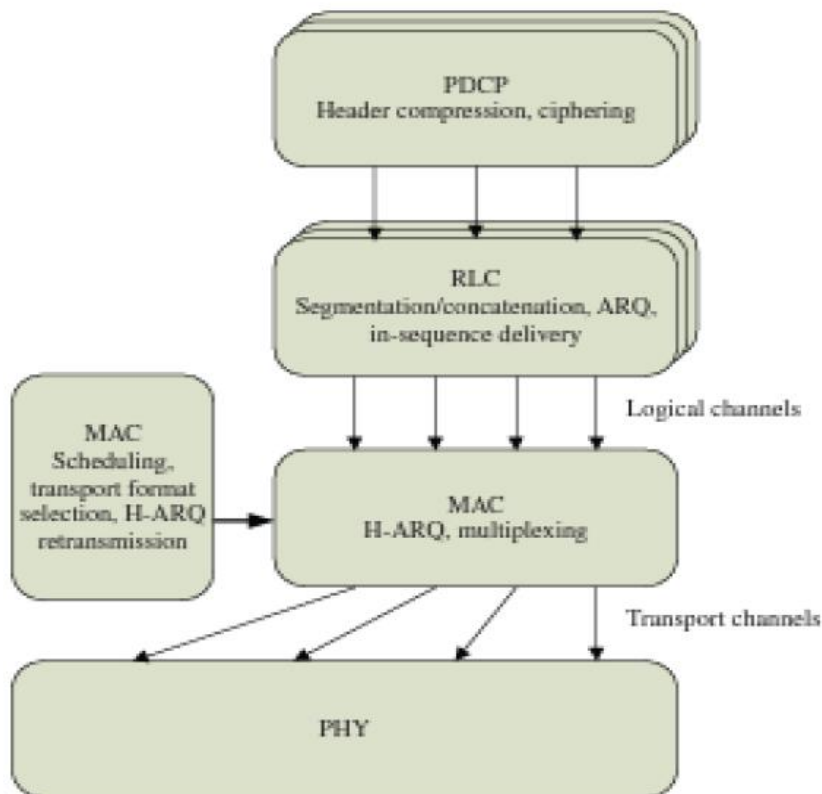 PDCP
Header compression, ciphering
RLC
Segmentation/concatenation, ARQ,
in-sequence delivery
Logical channels
MAC
Scheduling,
transport format
selection, H-ARQ
retransmission
MAC
H-ARQ, multiplexing
Transport channels
PHY